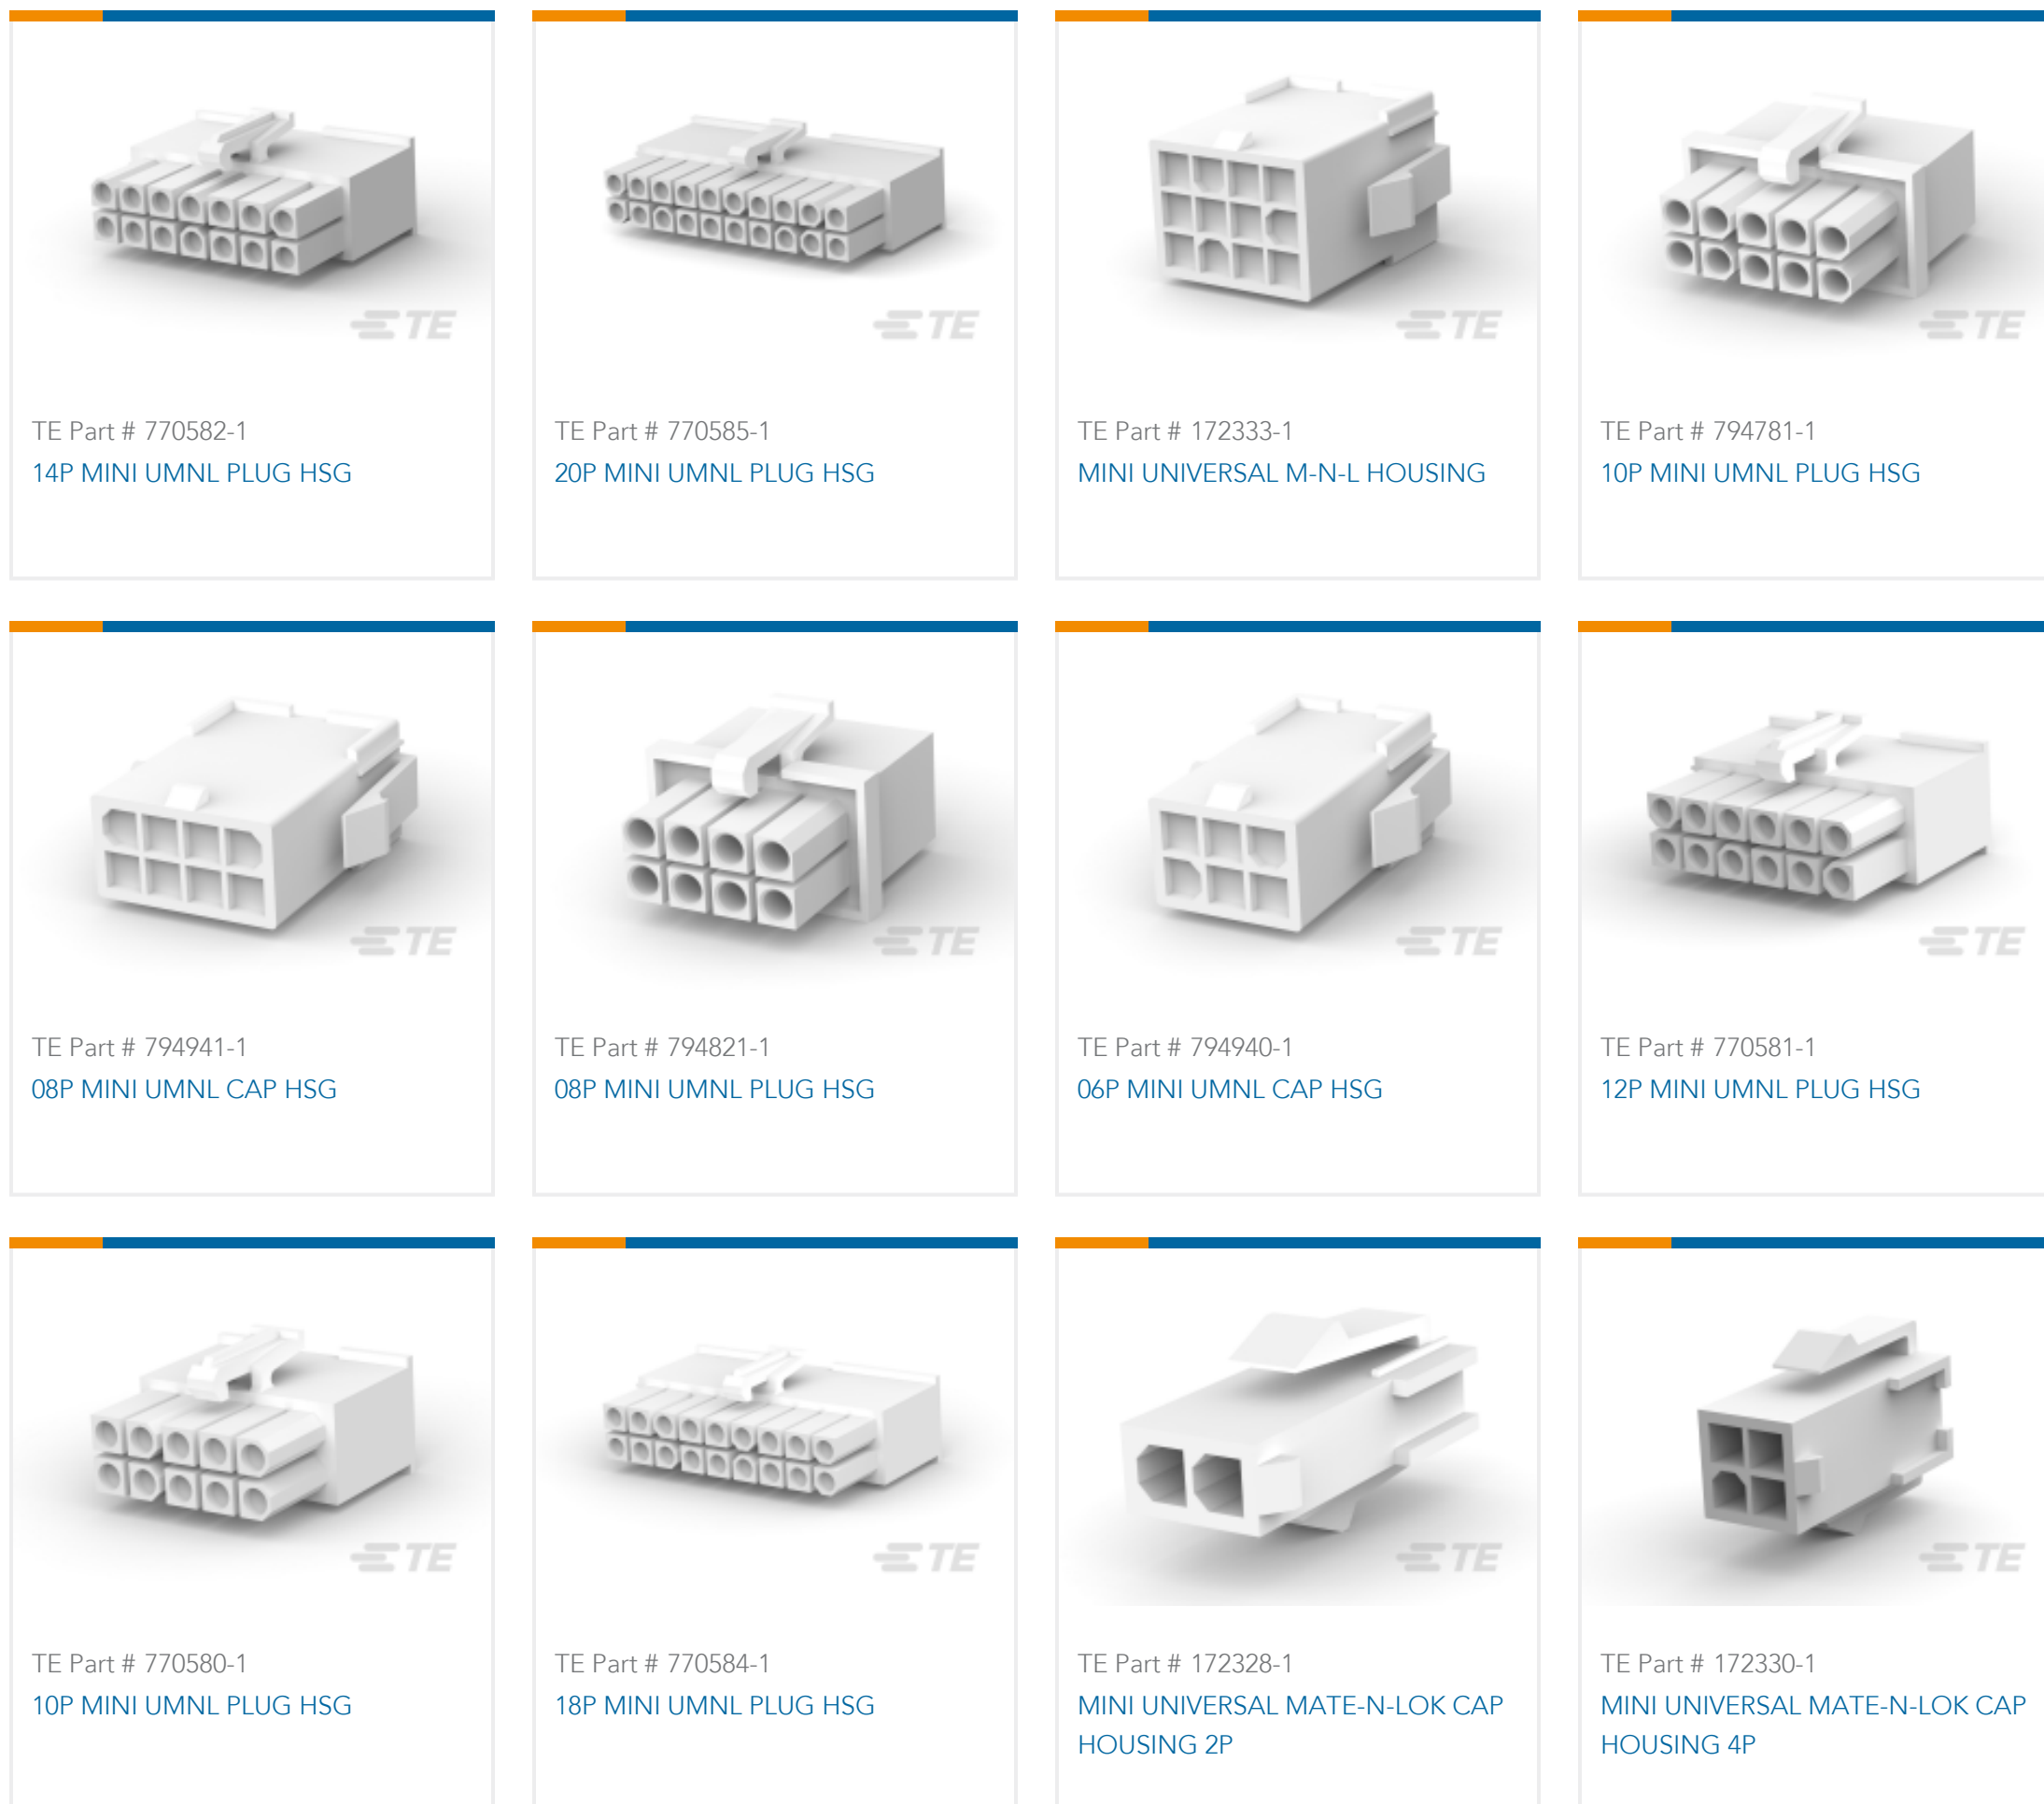 TE
TE
TE
TE
TE Part # 770582-1
14P MINI UMNL PLUG HSG
TE Part # 770585-1
20P MINI UMNL PLUG HSG
TE Part # 172333-1
MINI UNIVERSAL M-N-L HOUSING
TE Part # 794781-1
10P MINI UMNL PLUG HSG
TE
TE
TE
TE
TE Part # 794941-1
08P MINI UMNL CAP HSG
TE Part # 794821-1
08P MINI UMNL PLUG HSG
TE Part # 794940-1
06P MINI UMNL CAP HSG
TE Part # 770581-1
12P MINI UMNL PLUG HSG
TE
TE
TE
TE
TE Part # 770580-1
10P MINI UMNL PLUG HSG
TE Part # 770584-1
18P MINI UMNL PLUG HSG
TE Part # 172328-1
MINI UNIVERSAL MATE-N-LOK CAP
HOUSING 2P
TE Part # 172330-1
MINI UNIVERSAL MATE-N-LOK CAP
HOUSING 4P